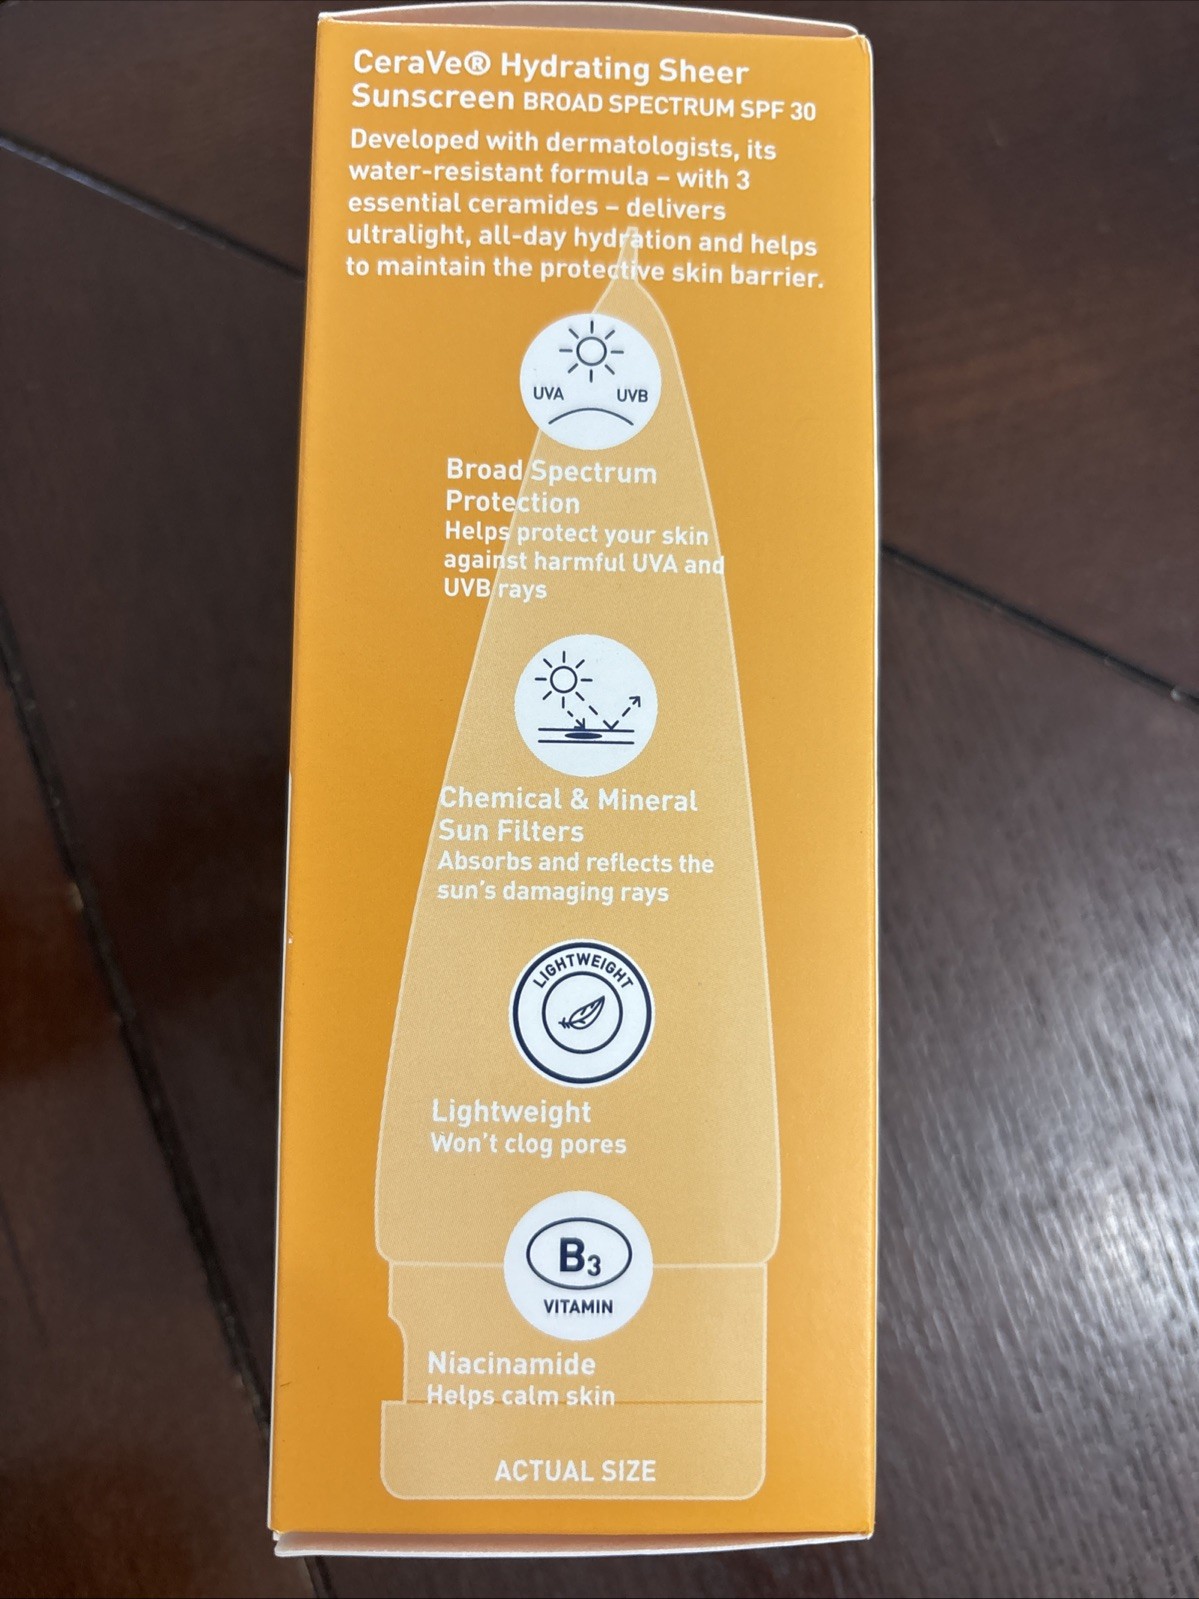 CeraVe® Hydrating Sheer
Sunscreen BROAD SPECTRUM SPF 30
Developed with dermatologists, its
water-resistant formula – with 3
essential ceramides – delivers
ultralight, all-day hydration and helps
to maintain the protective skin barrier.
UVA UVB
Broad Spectrum
Protection
Helps protect your skin
against harmful UVA and
UVB rays
Chemical & Mineral
Sun Filters
Absorbs and reflects the
sun's damaging rays
LIGHTWEIGHT
Lightweight
Won't clog pores
B3
VITAMIN
Niacinamide
Helps calm skin
ACTUAL SIZE